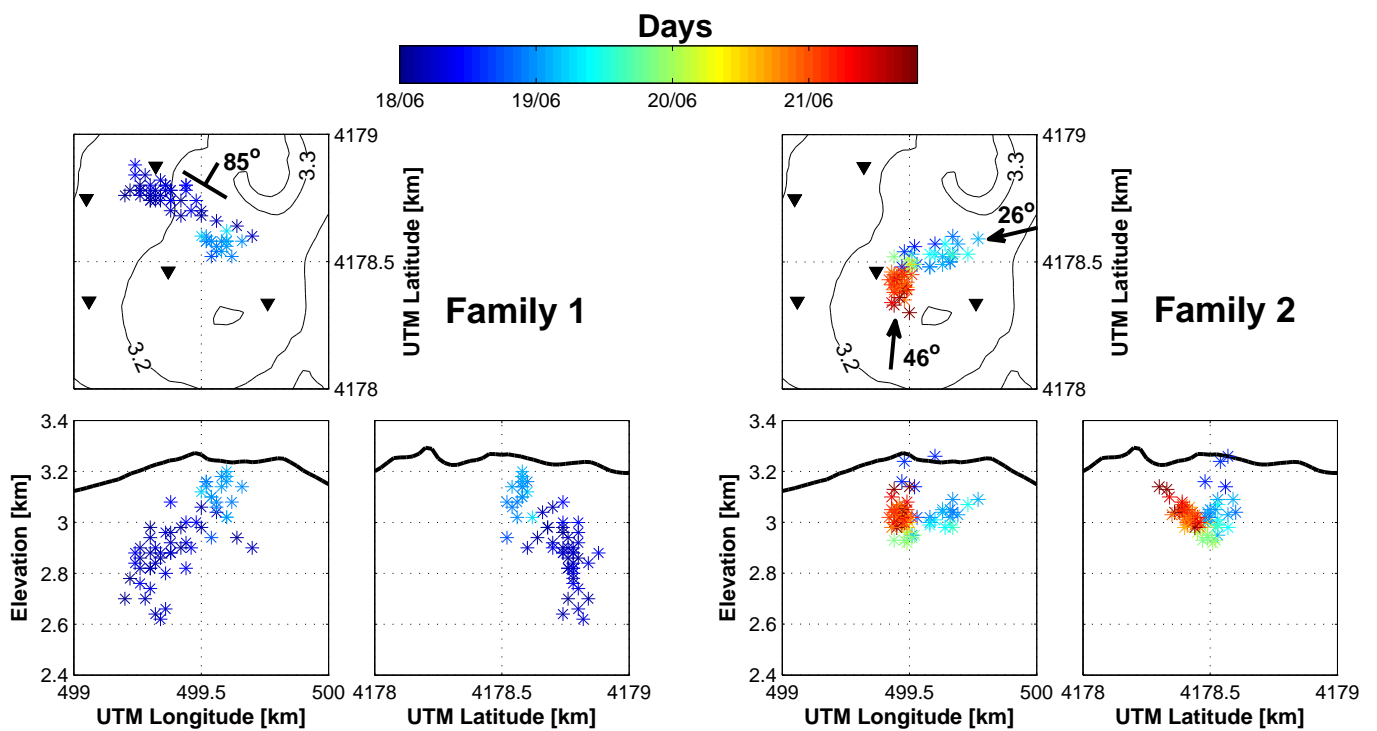 Days
18/06 19/06 20/06 21/06
4179
4178.5
4178
UTM Latitude [km]
85o
3.3
3.2
Family 1
4179
4178.5
4178
UTM Latitude [km]
26o
46o
3.3
3.2
Family 2
Elevation [km]
3.4
3.2
3
2.8
2.6
2.4
499 499.5 500
UTM Longitude [km]
4178 4178.5 4179
UTM Latitude [km]
Elevation [km]
3.4
3.2
3
2.8
2.6
2.4
499 499.5 500
UTM Longitude [km]
4178 4178.5 4179
UTM Latitude [km]